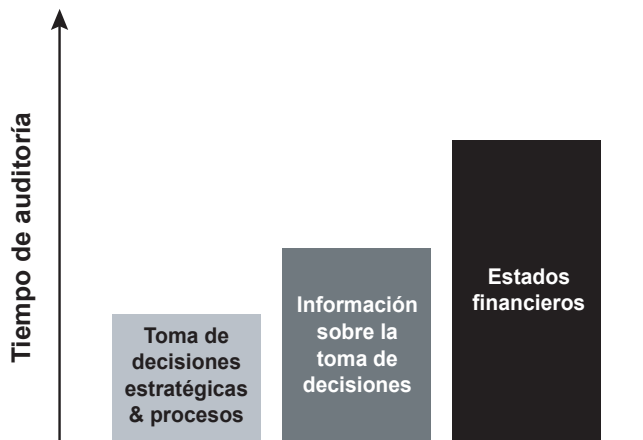 Tiempo de auditoría
Toma de
decisiones
estratégicas
& procesos
Información
sobre la
toma de
decisiones
Estados
financieros